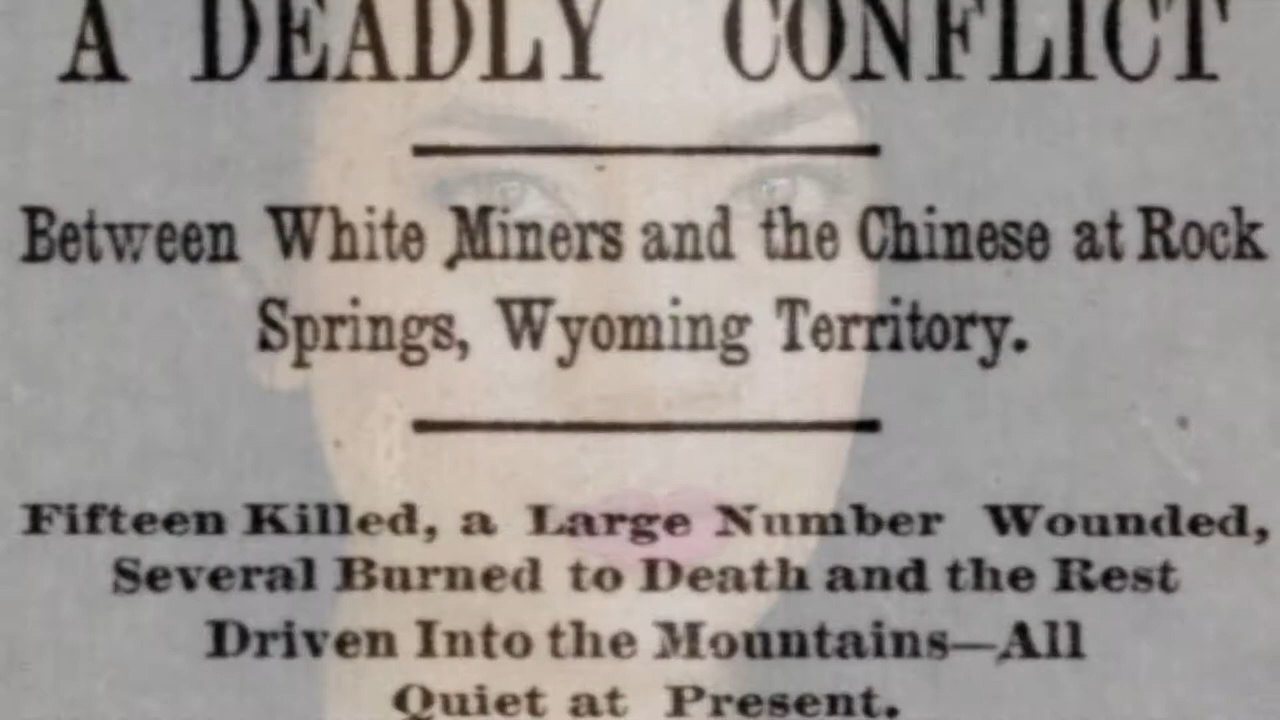 A DEADLY CONFLICT
Between White Miners and the Chinese at Rock
Springs, Wyoming Territory.
Fifteen Killed, a Large Number Wounded,
Several Burned to Death and the Rest
Driven Into the Mountains—All
Quiet at Present.